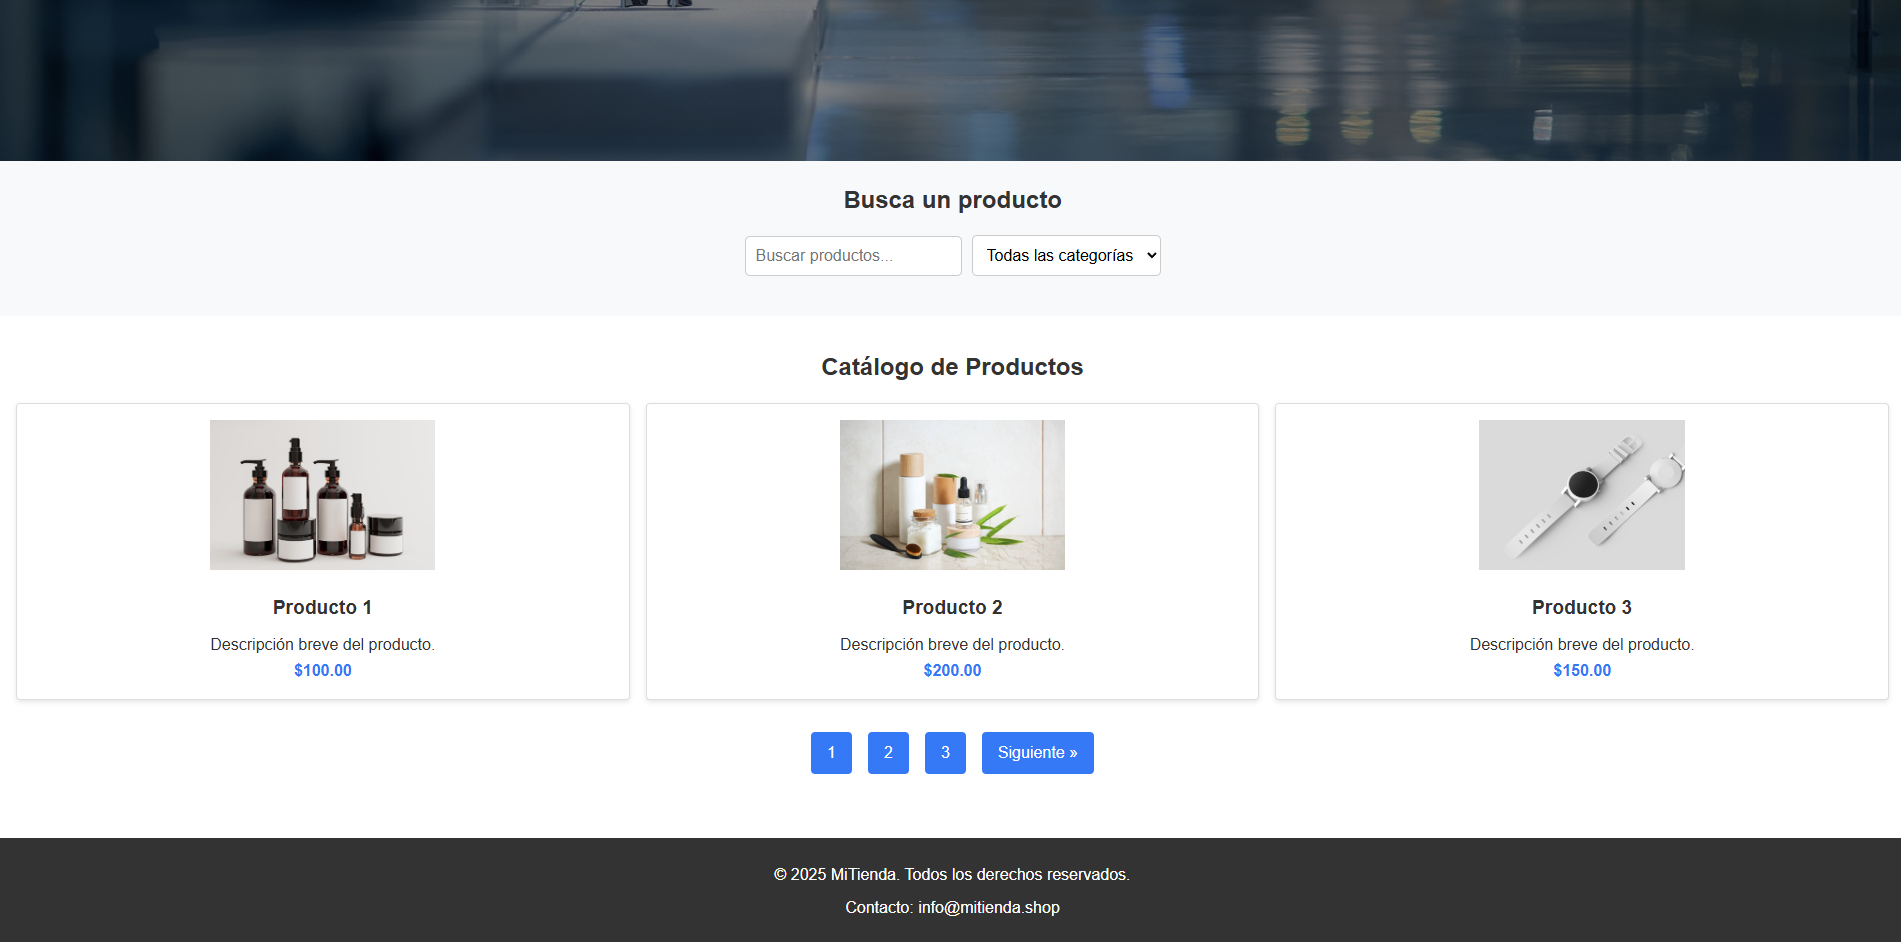 Busca un producto
Buscar productos...
Todas las categorías
Catálogo de Productos
Producto 1
Descripción breve del producto.
$100.00
Producto 2
Descripción breve del producto.
$200.00
Producto 3
Descripción breve del producto.
$150.00
1 2 3 Siguiente »
© 2025 MiTienda. Todos los derechos reservados.
Contacto: info@mitienda.shop